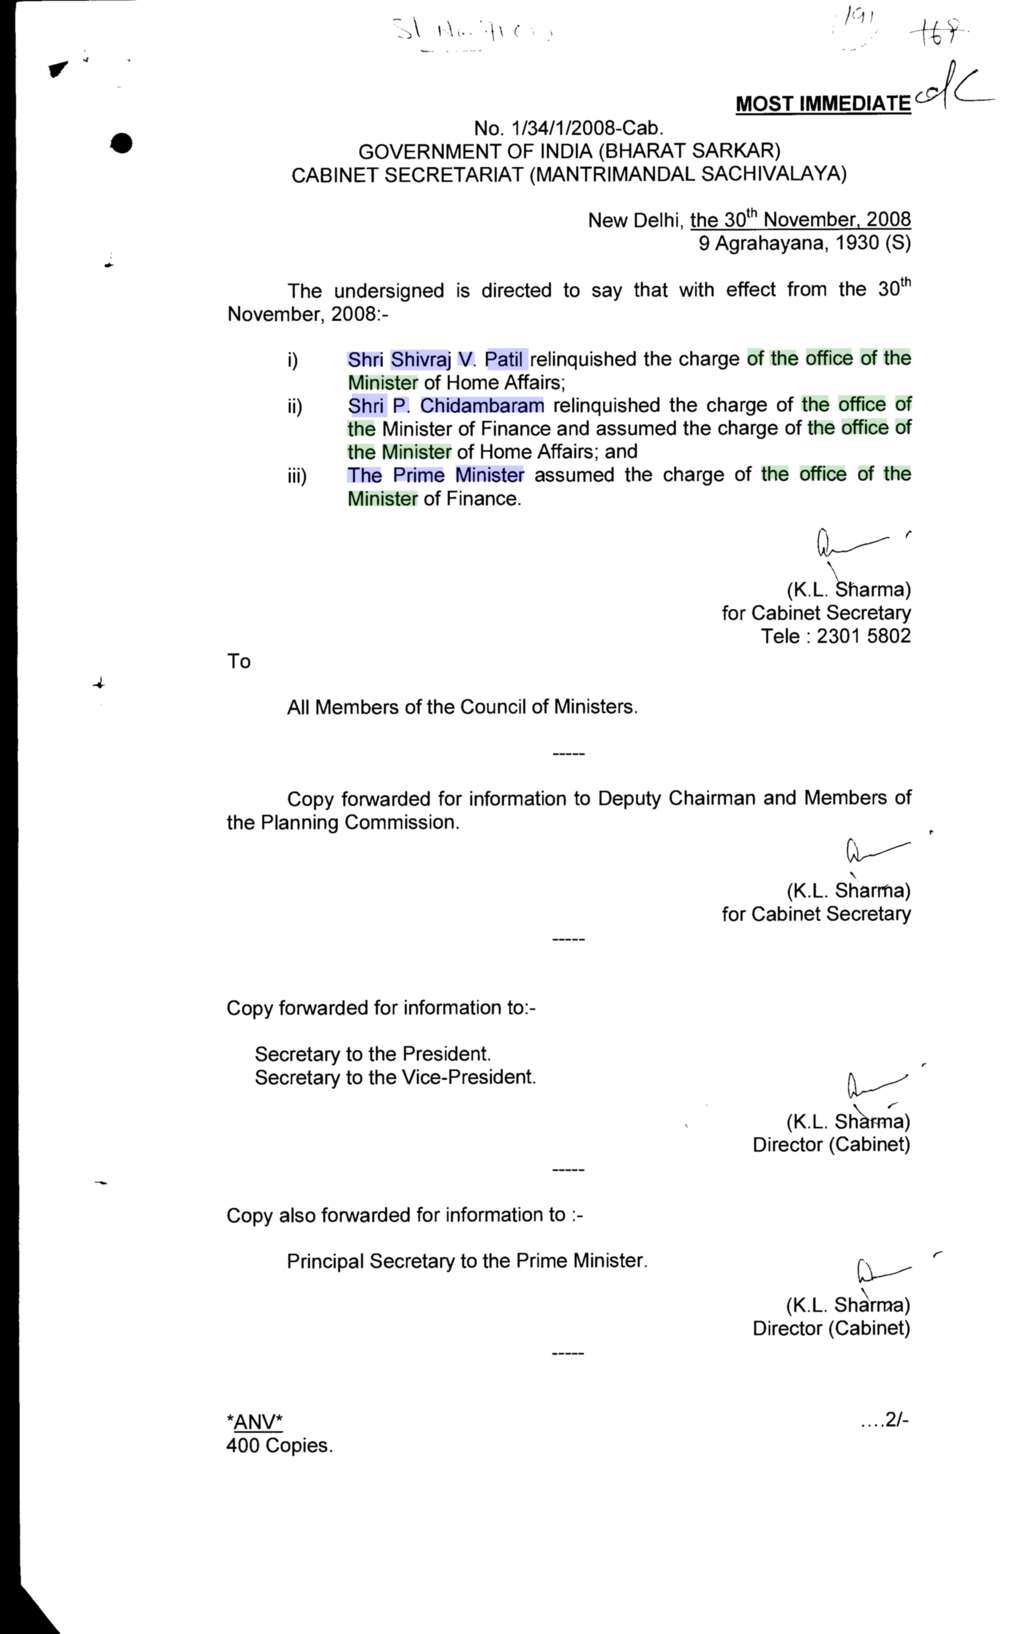 Sl No. 71
191
169
MOST IMMEDIATE
No. 1/34/1/2008-Cab.
GOVERNMENT OF INDIA (BHARAT SARKAR)
CABINET SECRETARIAT (MANTRIMANDAL SACHIVALAYA)
New Delhi, the 30th November, 2008
9 Agrahayana, 1930 (S)
The undersigned is directed to say that with effect from the 30th
November, 2008:-
i) Shri Shivraj V. Patil relinquished the charge of the office of the
Minister of Home Affairs;
ii) Shri P. Chidambaram relinquished the charge of the office of
the Minister of Finance and assumed the charge of the office of
the Minister of Home Affairs; and
iii) The Prime Minister assumed the charge of the office of the
Minister of Finance.
(K.L. Sharma)
for Cabinet Secretary
Tele : 2301 5802
To
All Members of the Council of Ministers.
-----
Copy forwarded for information to Deputy Chairman and Members of
the Planning Commission.
(K.L. Sharma)
for Cabinet Secretary
-----
Copy forwarded for information to:-
Secretary to the President.
Secretary to the Vice-President.
(K.L. Sharma)
Director (Cabinet)
-----
Copy also forwarded for information to :-
Principal Secretary to the Prime Minister.
(K.L. Sharma)
Director (Cabinet)
-----
*ANV*
....2/-
400 Copies.